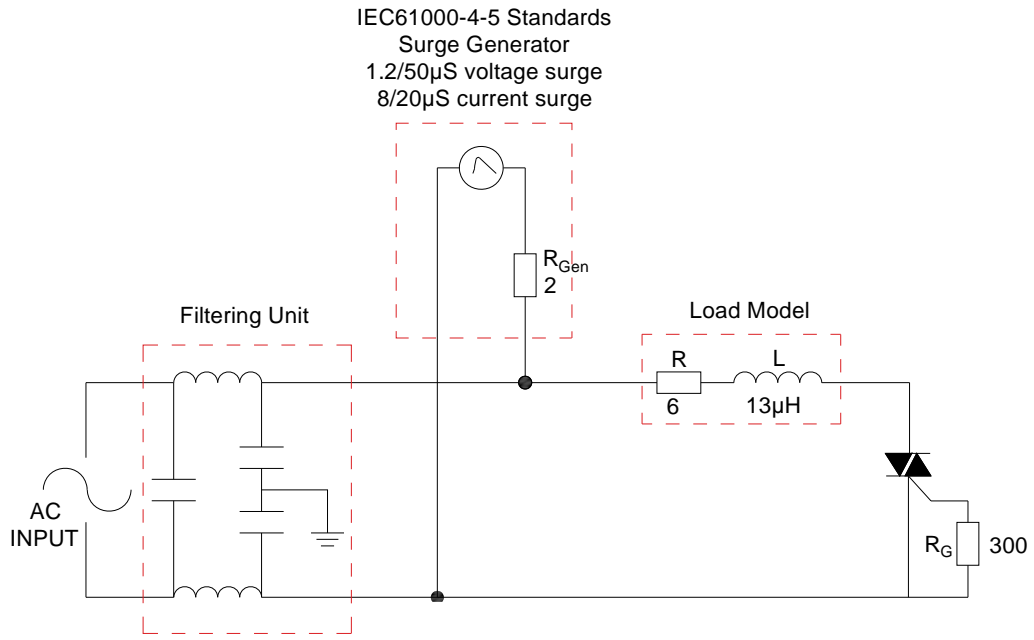 IEC61000-4-5 Standards
Surge Generator
1.2/50µS voltage surge
8/20µS current surge
RGen
2
Filtering Unit
Load Model
R
L
6
13µH
AC
INPUT
RG
300